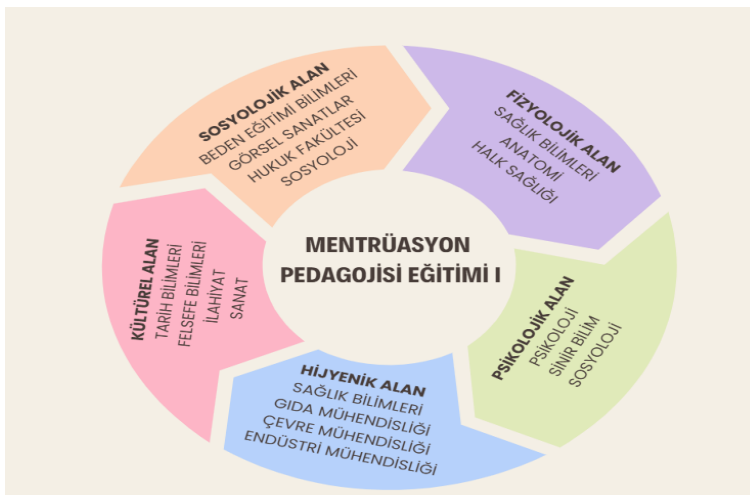 MENTRÜASYON
PEDAGOJİSİ EĞİTİMİ I
FİZYOLOJİK ALAN
SAĞLIK BİLİMLERİ
ANATOMİ
HALK SAĞLIĞI
PSİKOLOJİK ALAN
PSİKOLOJİ
SİNİR BİLİM
SOSYOLOJİ
HİJYENİK ALAN
SAĞLIK BİLİMLERİ
GIDA MÜHENDİSLİĞİ
ÇEVRE MÜHENDİSLİĞİ
ENDÜSTRİ MÜHENDİSLİĞİ
KÜLTÜREL ALAN
TARİH BİLİMLERİ
FELSEFE BİLİMLERİ
İLAHİYAT
SANAT
SOSYOLOJİK ALAN
BEDEN EĞİTİMİ BİLİMLERİ
GÖRSEL SANATLAR
HUKUK FAKÜLTESİ
SOSYOLOJİ